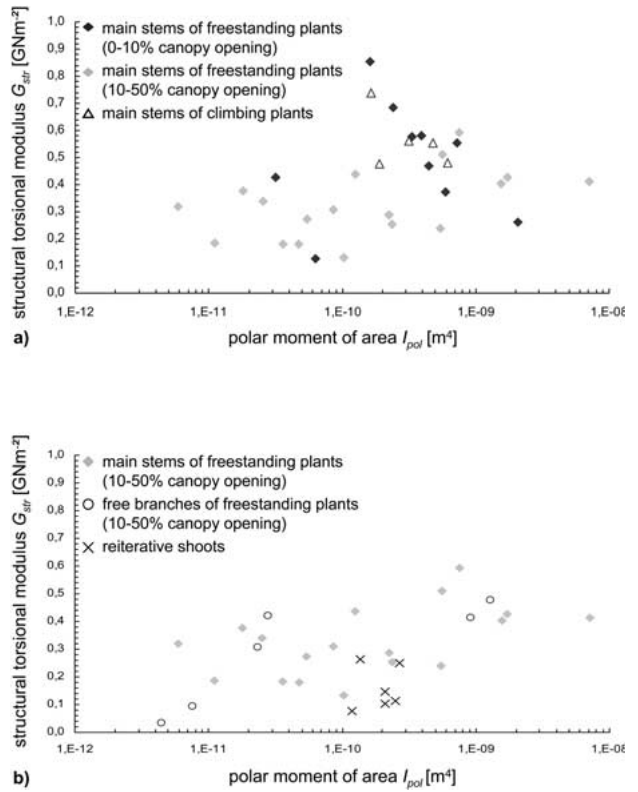 structural torsional modulus Gstr [GNm-2]
1,0
0,9
0,8
0,7
0,6
0,5
0,4
0,3
0,2
0,1
0,0
main stems of freestanding plants
(0-10% canopy opening)
main stems of freestanding plants
(10-50% canopy opening)
main stems of climbing plants
1,E-12 1,E-11 1,E-10 1,E-09 1,E-08
a) polar moment of area Ipol [m4]
structural torsional modulus Gstr [GNm-2]
1,0
0,9
0,8
0,7
0,6
0,5
0,4
0,3
0,2
0,1
0,0
main stems of freestanding plants
(10-50% canopy opening)
free branches of freestanding plants
(10-50% canopy opening)
reiterative shoots
1,E-12 1,E-11 1,E-10 1,E-09 1,E-08
b) polar moment of area Ipol [m4]